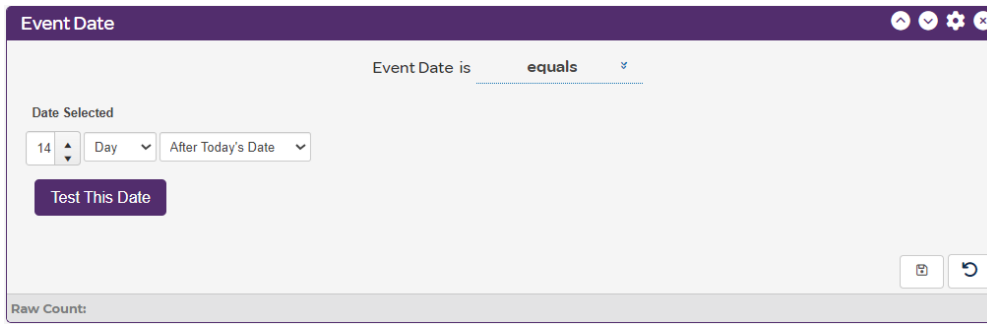 Event Date
Event Date is equals
Date Selected
14 Day After Today's Date
Test This Date
Raw Count: